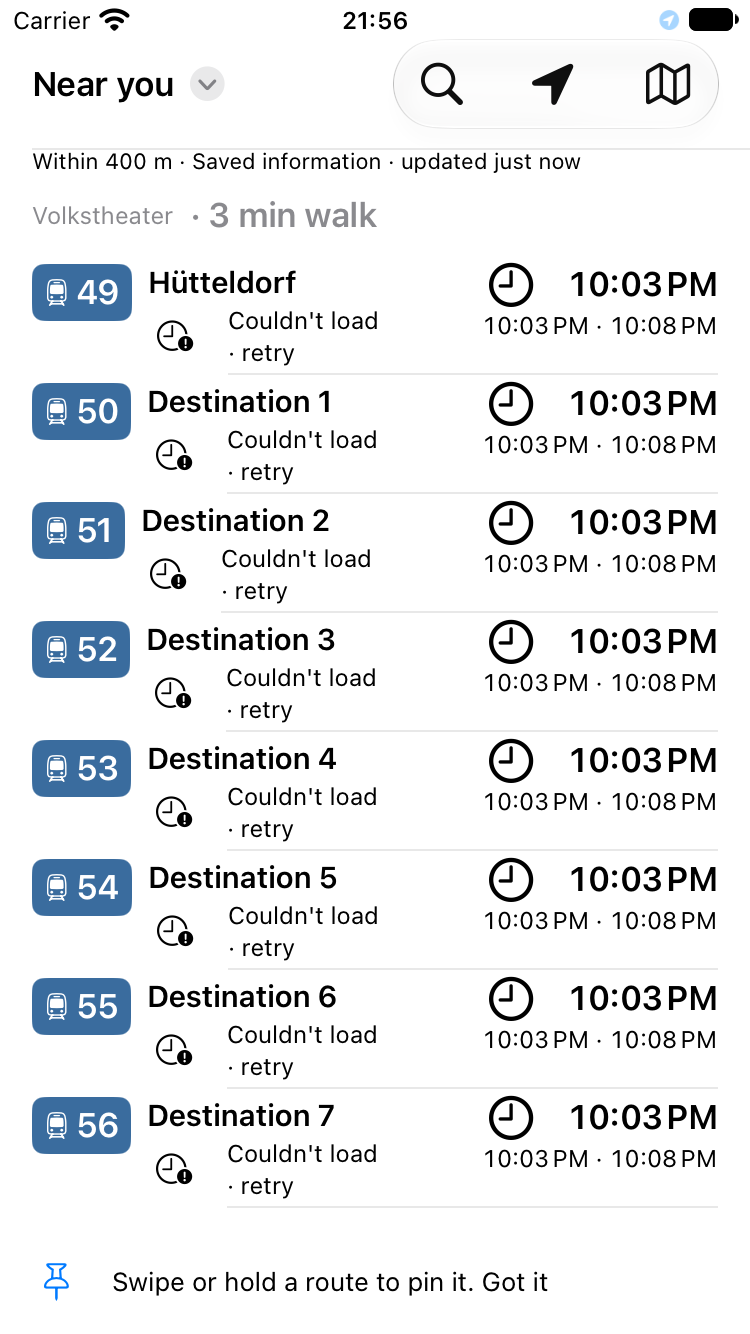 Carrier 21:56
Near you
Within 400 m · Saved information · updated just now
Volkstheater · 3 min walk
49 Hütteldorf 10:03 PM
Couldn't load 10:03 PM · 10:08 PM
· retry
50 Destination 1 10:03 PM
Couldn't load 10:03 PM · 10:08 PM
· retry
51 Destination 2 10:03 PM
Couldn't load 10:03 PM · 10:08 PM
· retry
52 Destination 3 10:03 PM
Couldn't load 10:03 PM · 10:08 PM
· retry
53 Destination 4 10:03 PM
Couldn't load 10:03 PM · 10:08 PM
· retry
54 Destination 5 10:03 PM
Couldn't load 10:03 PM · 10:08 PM
· retry
55 Destination 6 10:03 PM
Couldn't load 10:03 PM · 10:08 PM
· retry
56 Destination 7 10:03 PM
Couldn't load 10:03 PM · 10:08 PM
· retry
Swipe or hold a route to pin it. Got it